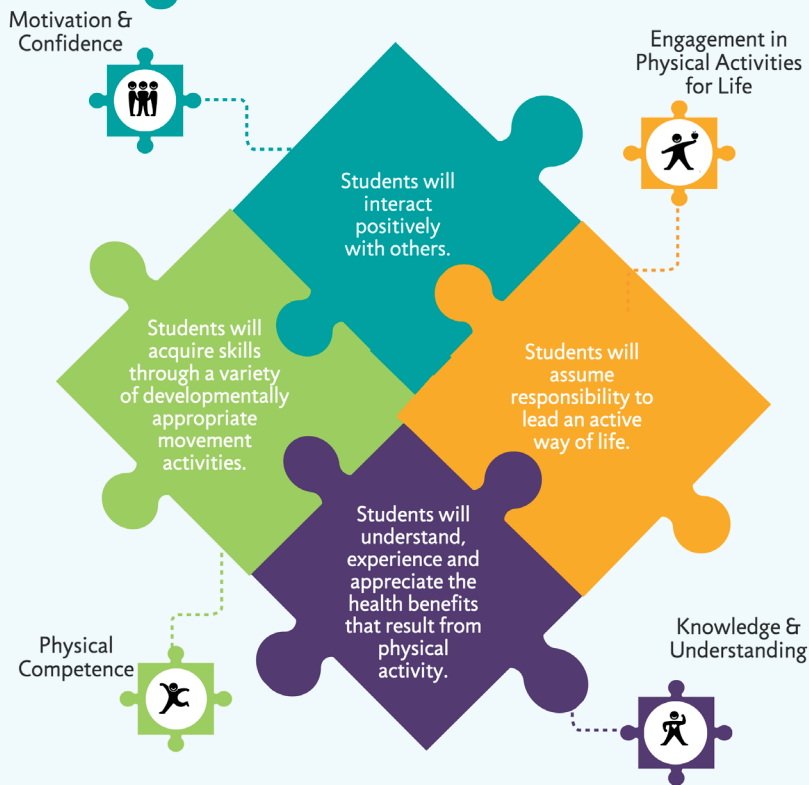 Motivation &
Confidence
Engagement in
Physical Activities
for Life
Students will
interact
positively
with others.
Students will
acquire skills
through a variety
of developmentally
appropriate
movement
activities.
Students will
assume
responsibility to
lead an active
way of life.
Students will
understand,
experience and
appreciate the
health benefits
that result from
physical
activity.
Physical
Competence
Knowledge &
Understanding